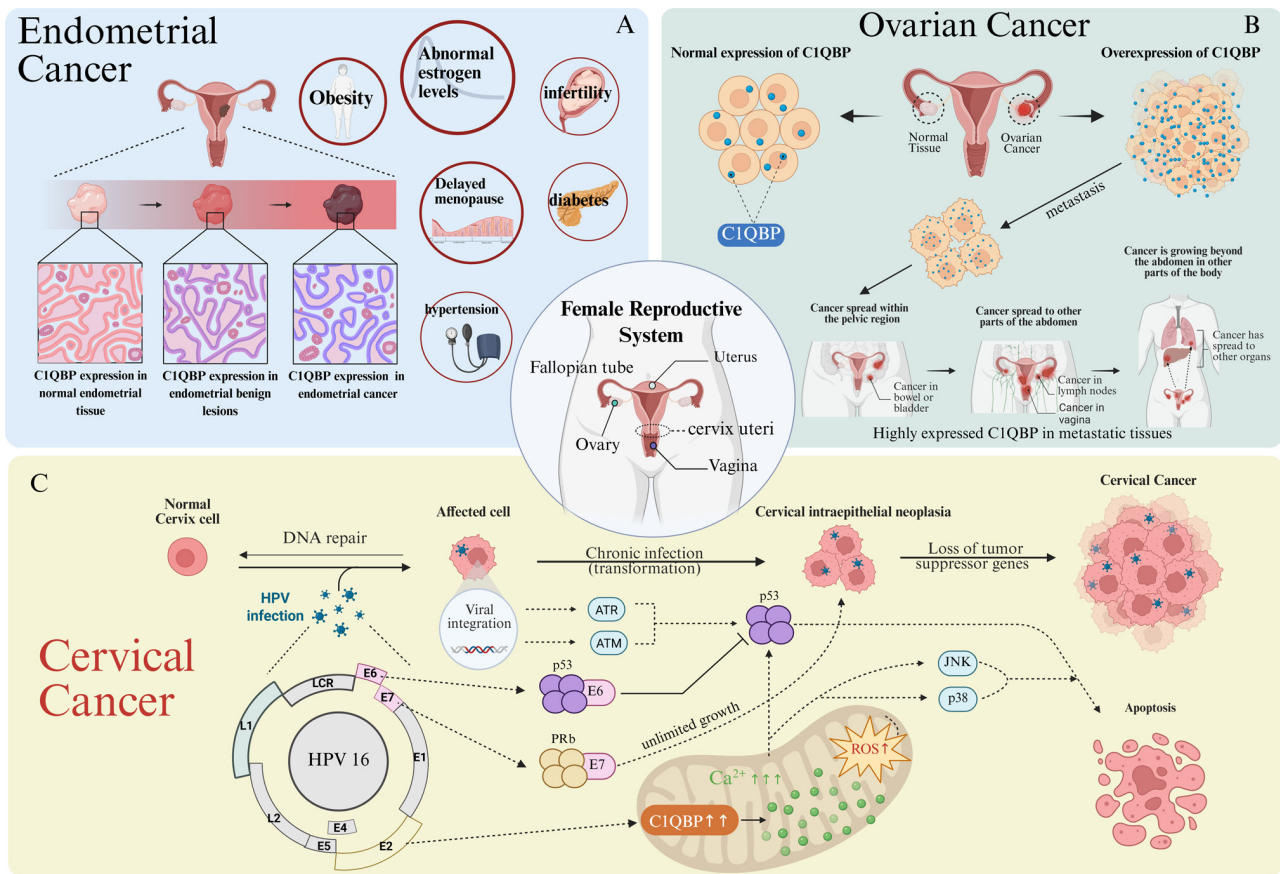 Endometrial
Cancer
A
Obesity
Abnormal
estrogen
levels
infertility
Delayed
menopause
diabetes
hypertension
C1QBP expression in
normal endometrial
tissue
C1QBP expression in
endometrial benign
lesions
C1QBP expression in
endometrial cancer
Ovarian Cancer
B
Normal expression of C1QBP
Overexpression of C1QBP
Normal
Tissue
Ovarian
Cancer
C1QBP
metastasis
Cancer spread within
the pelvic region
Cancer in
bowel or
bladder
Cancer spread to other
parts of the abdomen
Cancer in
lymph nodes
Cancer in
vagina
Cancer is growing beyond
the abdomen in other
parts of the body
Cancer has
spread to
other organs
Highly expressed C1QBP in metastatic tissues
Female Reproductive
System
Fallopian tube
Uterus
Ovary
cervix uteri
Vagina
C
Cervical
Cancer
Normal
Cervix cell
DNA repair
HPV
infection
Affected cell
Viral
integration
Chronic infection
(transformation)
Cervical intraepithelial neoplasia
Loss of tumor
suppressor genes
Cervical Cancer
ATR
ATM
p53
p53
E6
PRb
E7
unlimited growth
JNK
p38
Apoptosis
HPV 16
LCR
E6
E7
E1
E2
E4
E5
L2
L1
C1QBP↑↑
Ca²⁺ ↑↑↑
ROS↑